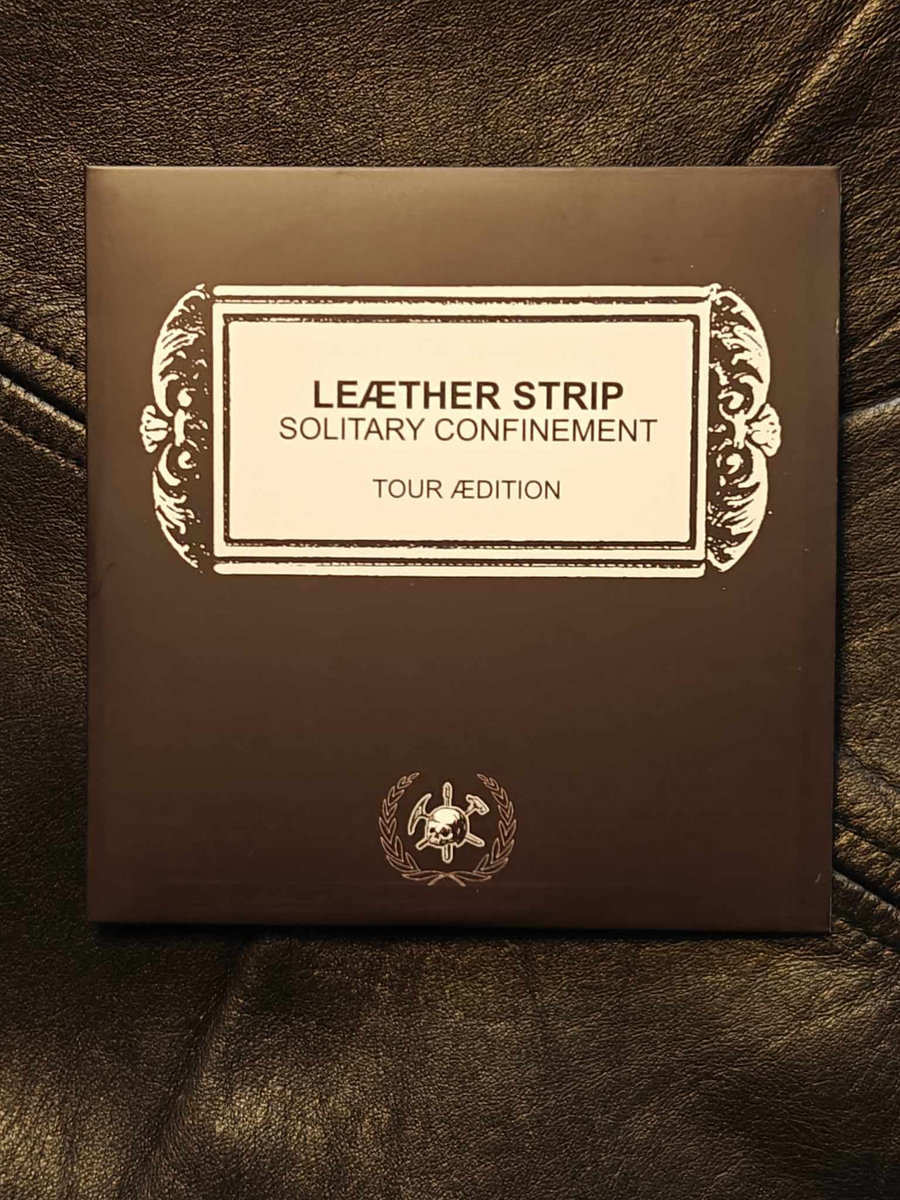 LEÆTHER STRIP
SOLITARY CONFINEMENT
TOUR ÆDITION